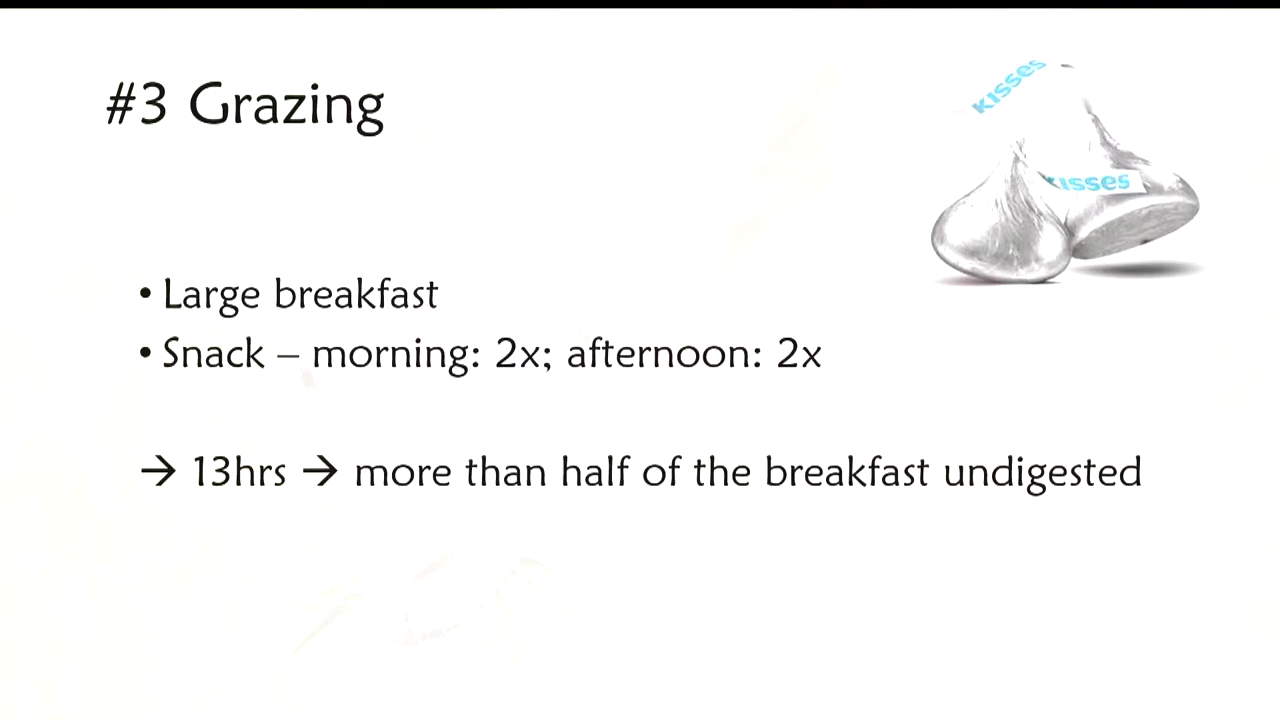 #3 Grazing
KISSES
KISSES
• Large breakfast
• Snack – morning: 2x; afternoon: 2x
→ 13hrs → more than half of the breakfast undigested